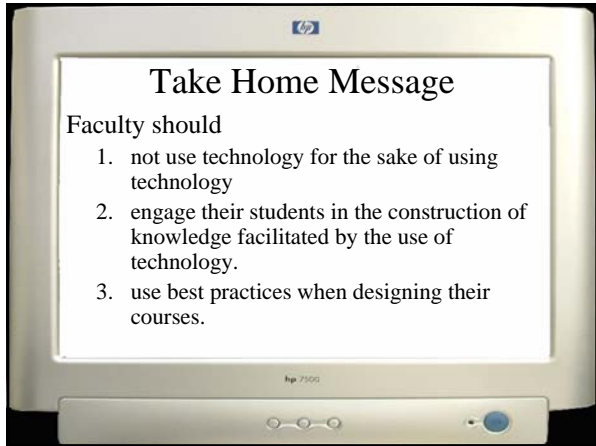 hp
Take Home Message
Faculty should
1. not use technology for the sake of using
technology
2. engage their students in the construction of
knowledge facilitated by the use of
technology.
3. use best practices when designing their
courses.
hp 7500